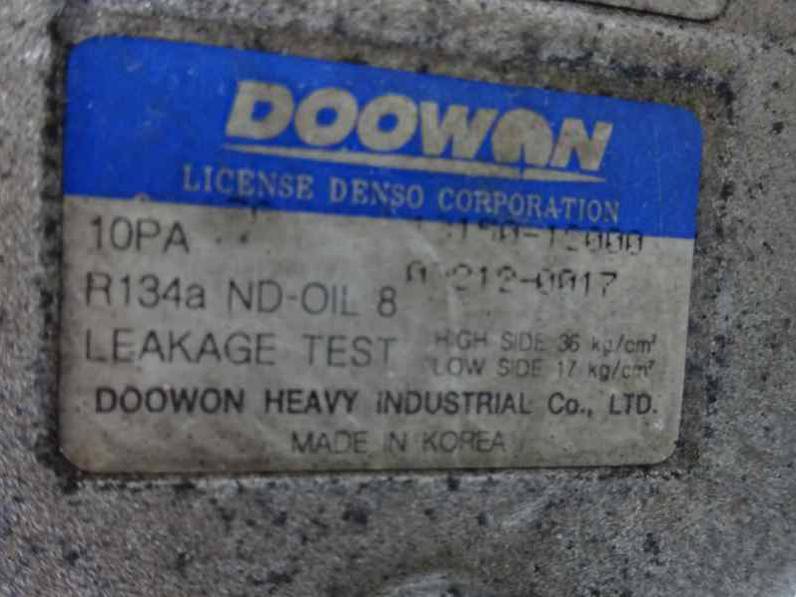 DOOWON
LICENSE DENSO CORPORATION
10PA
R134a ND-OIL 8
LEAKAGE TEST HIGH SIDE 36 kg/cm²
LOW SIDE 17 kg/cm²
DOOWON HEAVY INDUSTRIAL Co., LTD.
MADE IN KOREA